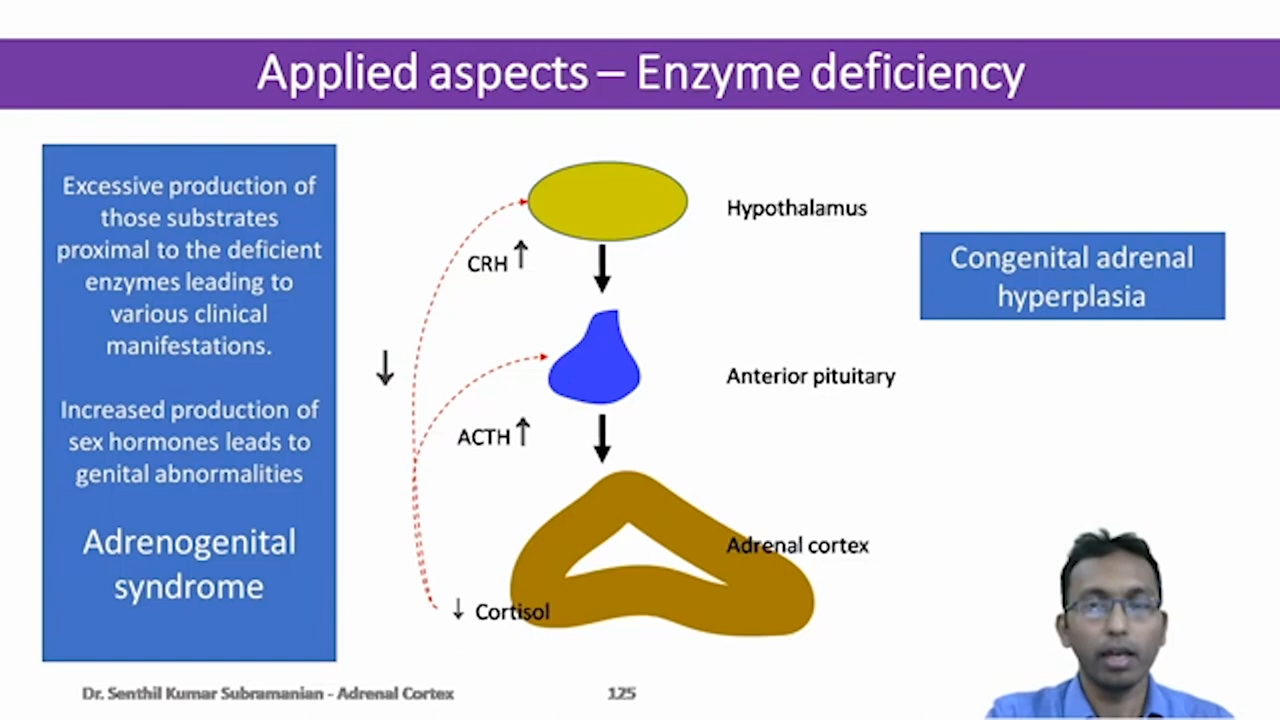 Applied aspects – Enzyme deficiency
Excessive production of
those substrates
proximal to the deficient
enzymes leading to
various clinical
manifestations.
Increased production of
sex hormones leads to
genital abnormalities
Adrenogenital
syndrome
Hypothalamus
CRH ↑
Congenital adrenal
hyperplasia
↓
Anterior pituitary
ACTH ↑
Adrenal cortex
↓ Cortisol
Dr. Senthil Kumar Subramanian - Adrenal Cortex
125